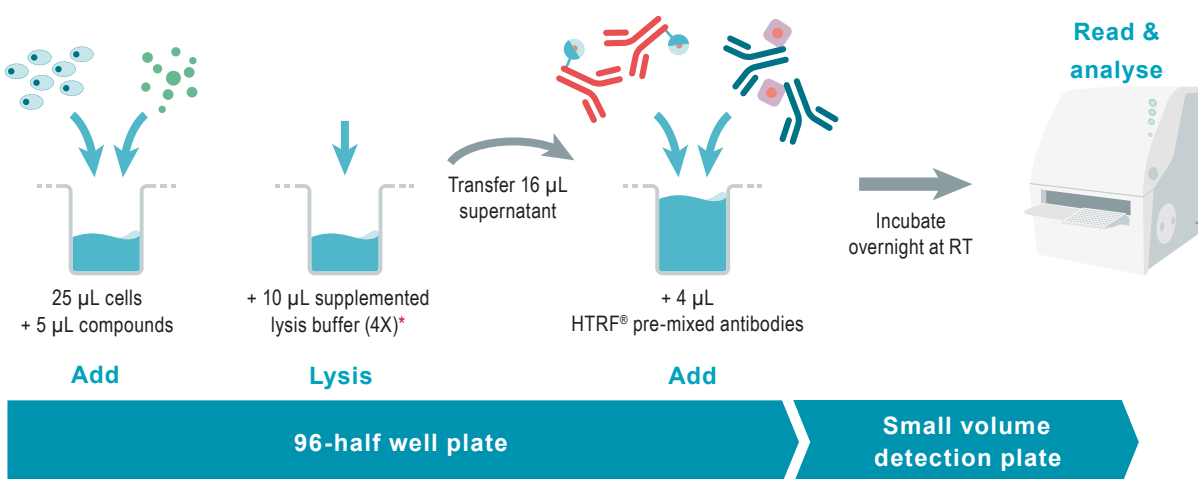 Read &
analyse
Transfer 16 µL
supernatant
Incubate
overnight at RT
25 µL cells
+ 5 µL compounds
+ 10 µL supplemented
lysis buffer (4X)*
+ 4 µL
HTRF® pre-mixed antibodies
Add
Lysis
Add
96-half well plate
Small volume
detection plate